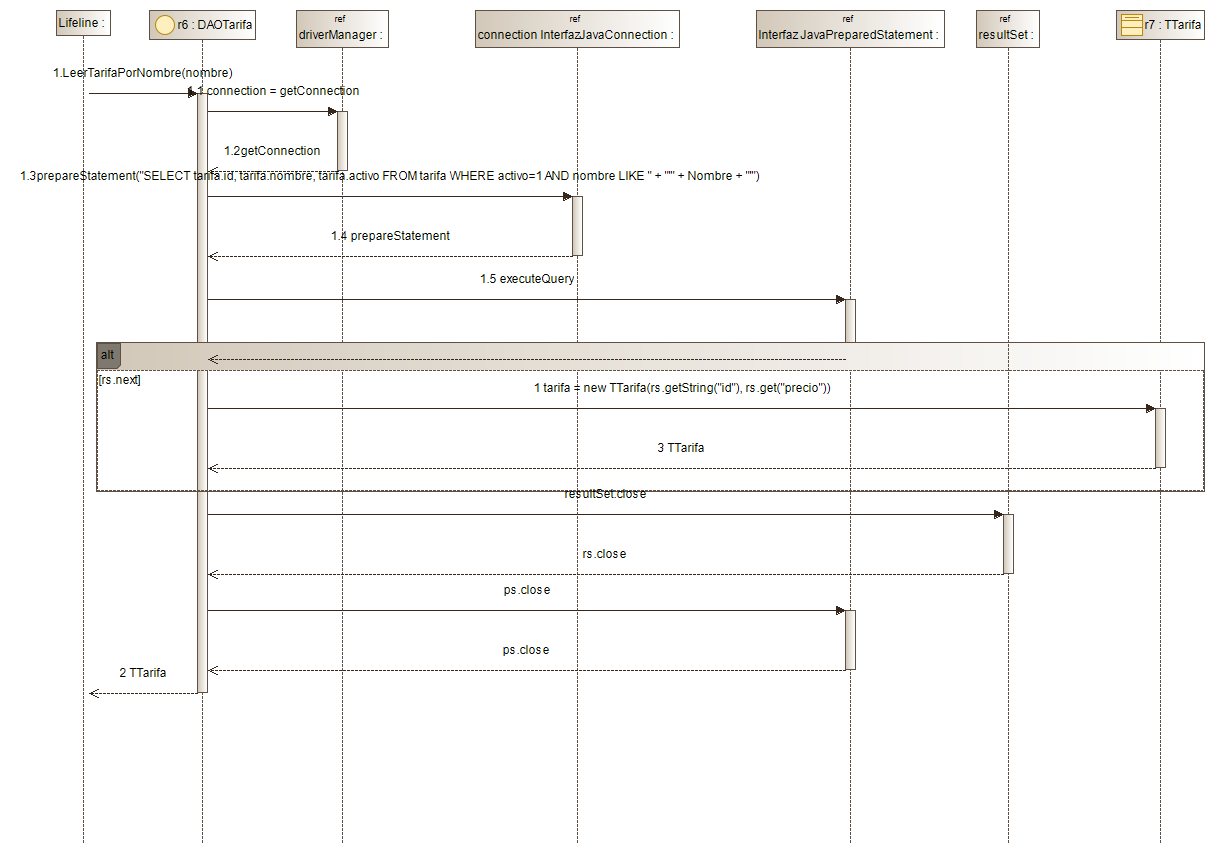 Lifeline :
r6 : DAOTarifa
ref
driverManager :
ref
connection InterfazJavaConnection :
ref
InterfazJavaPreparedStatement :
ref
resultSet :
r7 : TTarifa
1.LeerTarifaPorNombre(nombre)
1.1 connection = getConnection
1.2getConnection
1.3prepareStatement("SELECT tarifa.id, tarifa.nombre, tarifa.activo FROM tarifa WHERE activo=1 AND nombre LIKE " + "'" + Nombre + "'")
1.4 prepareStatement
1.5 executeQuery
alt
[rs.next]
1 tarifa = new TTarifa(rs.getString("id"), rs.get("precio"))
3 TTarifa
resultSet.close
rs.close
ps.close
ps.close
2 TTarifa